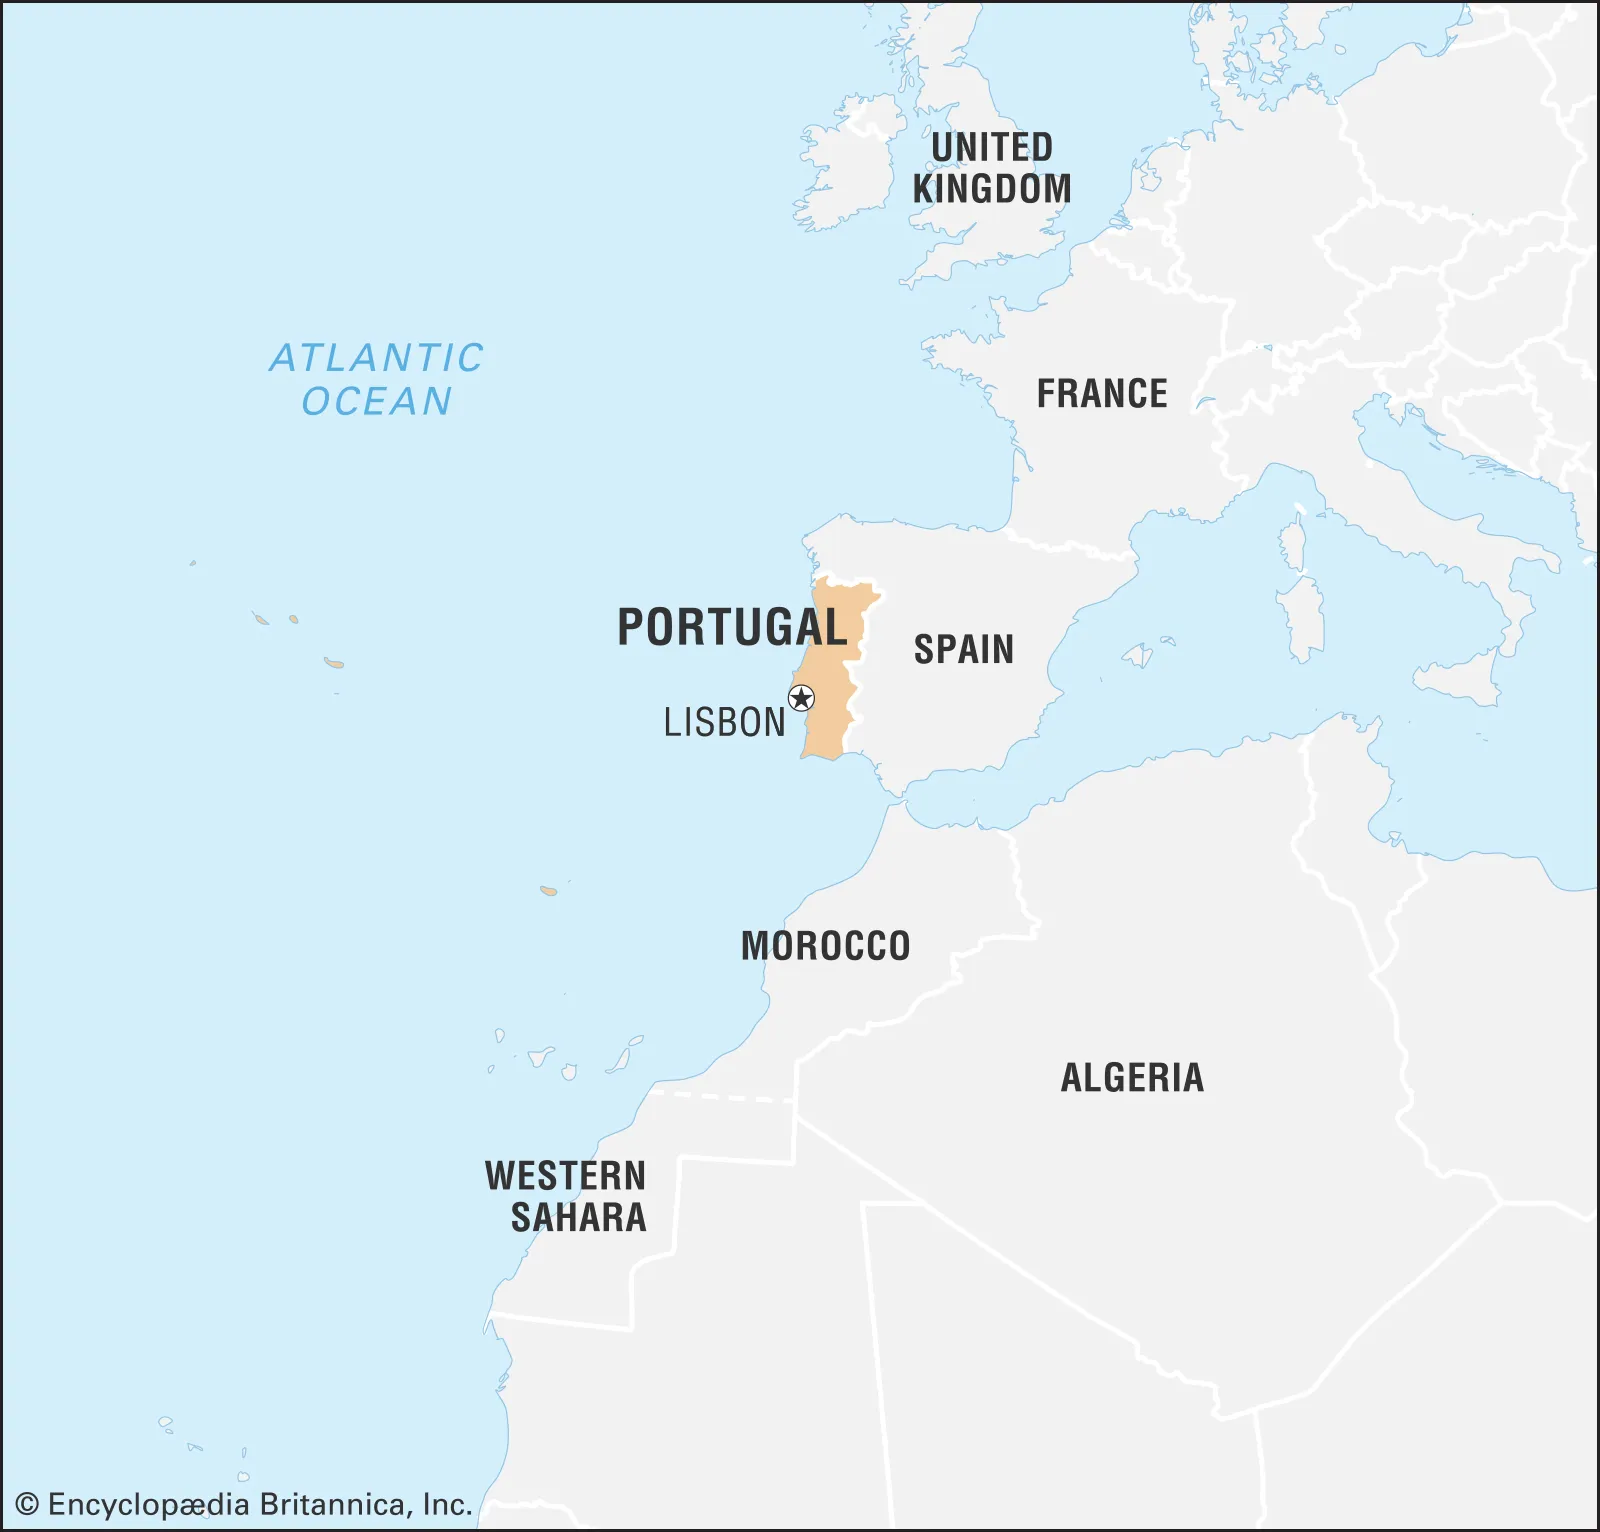 UNITED
KINGDOM
ATLANTIC
OCEAN
FRANCE
PORTUGAL
SPAIN
LISBON
MOROCCO
ALGERIA
WESTERN
SAHARA
© Encyclopædia Britannica, Inc.